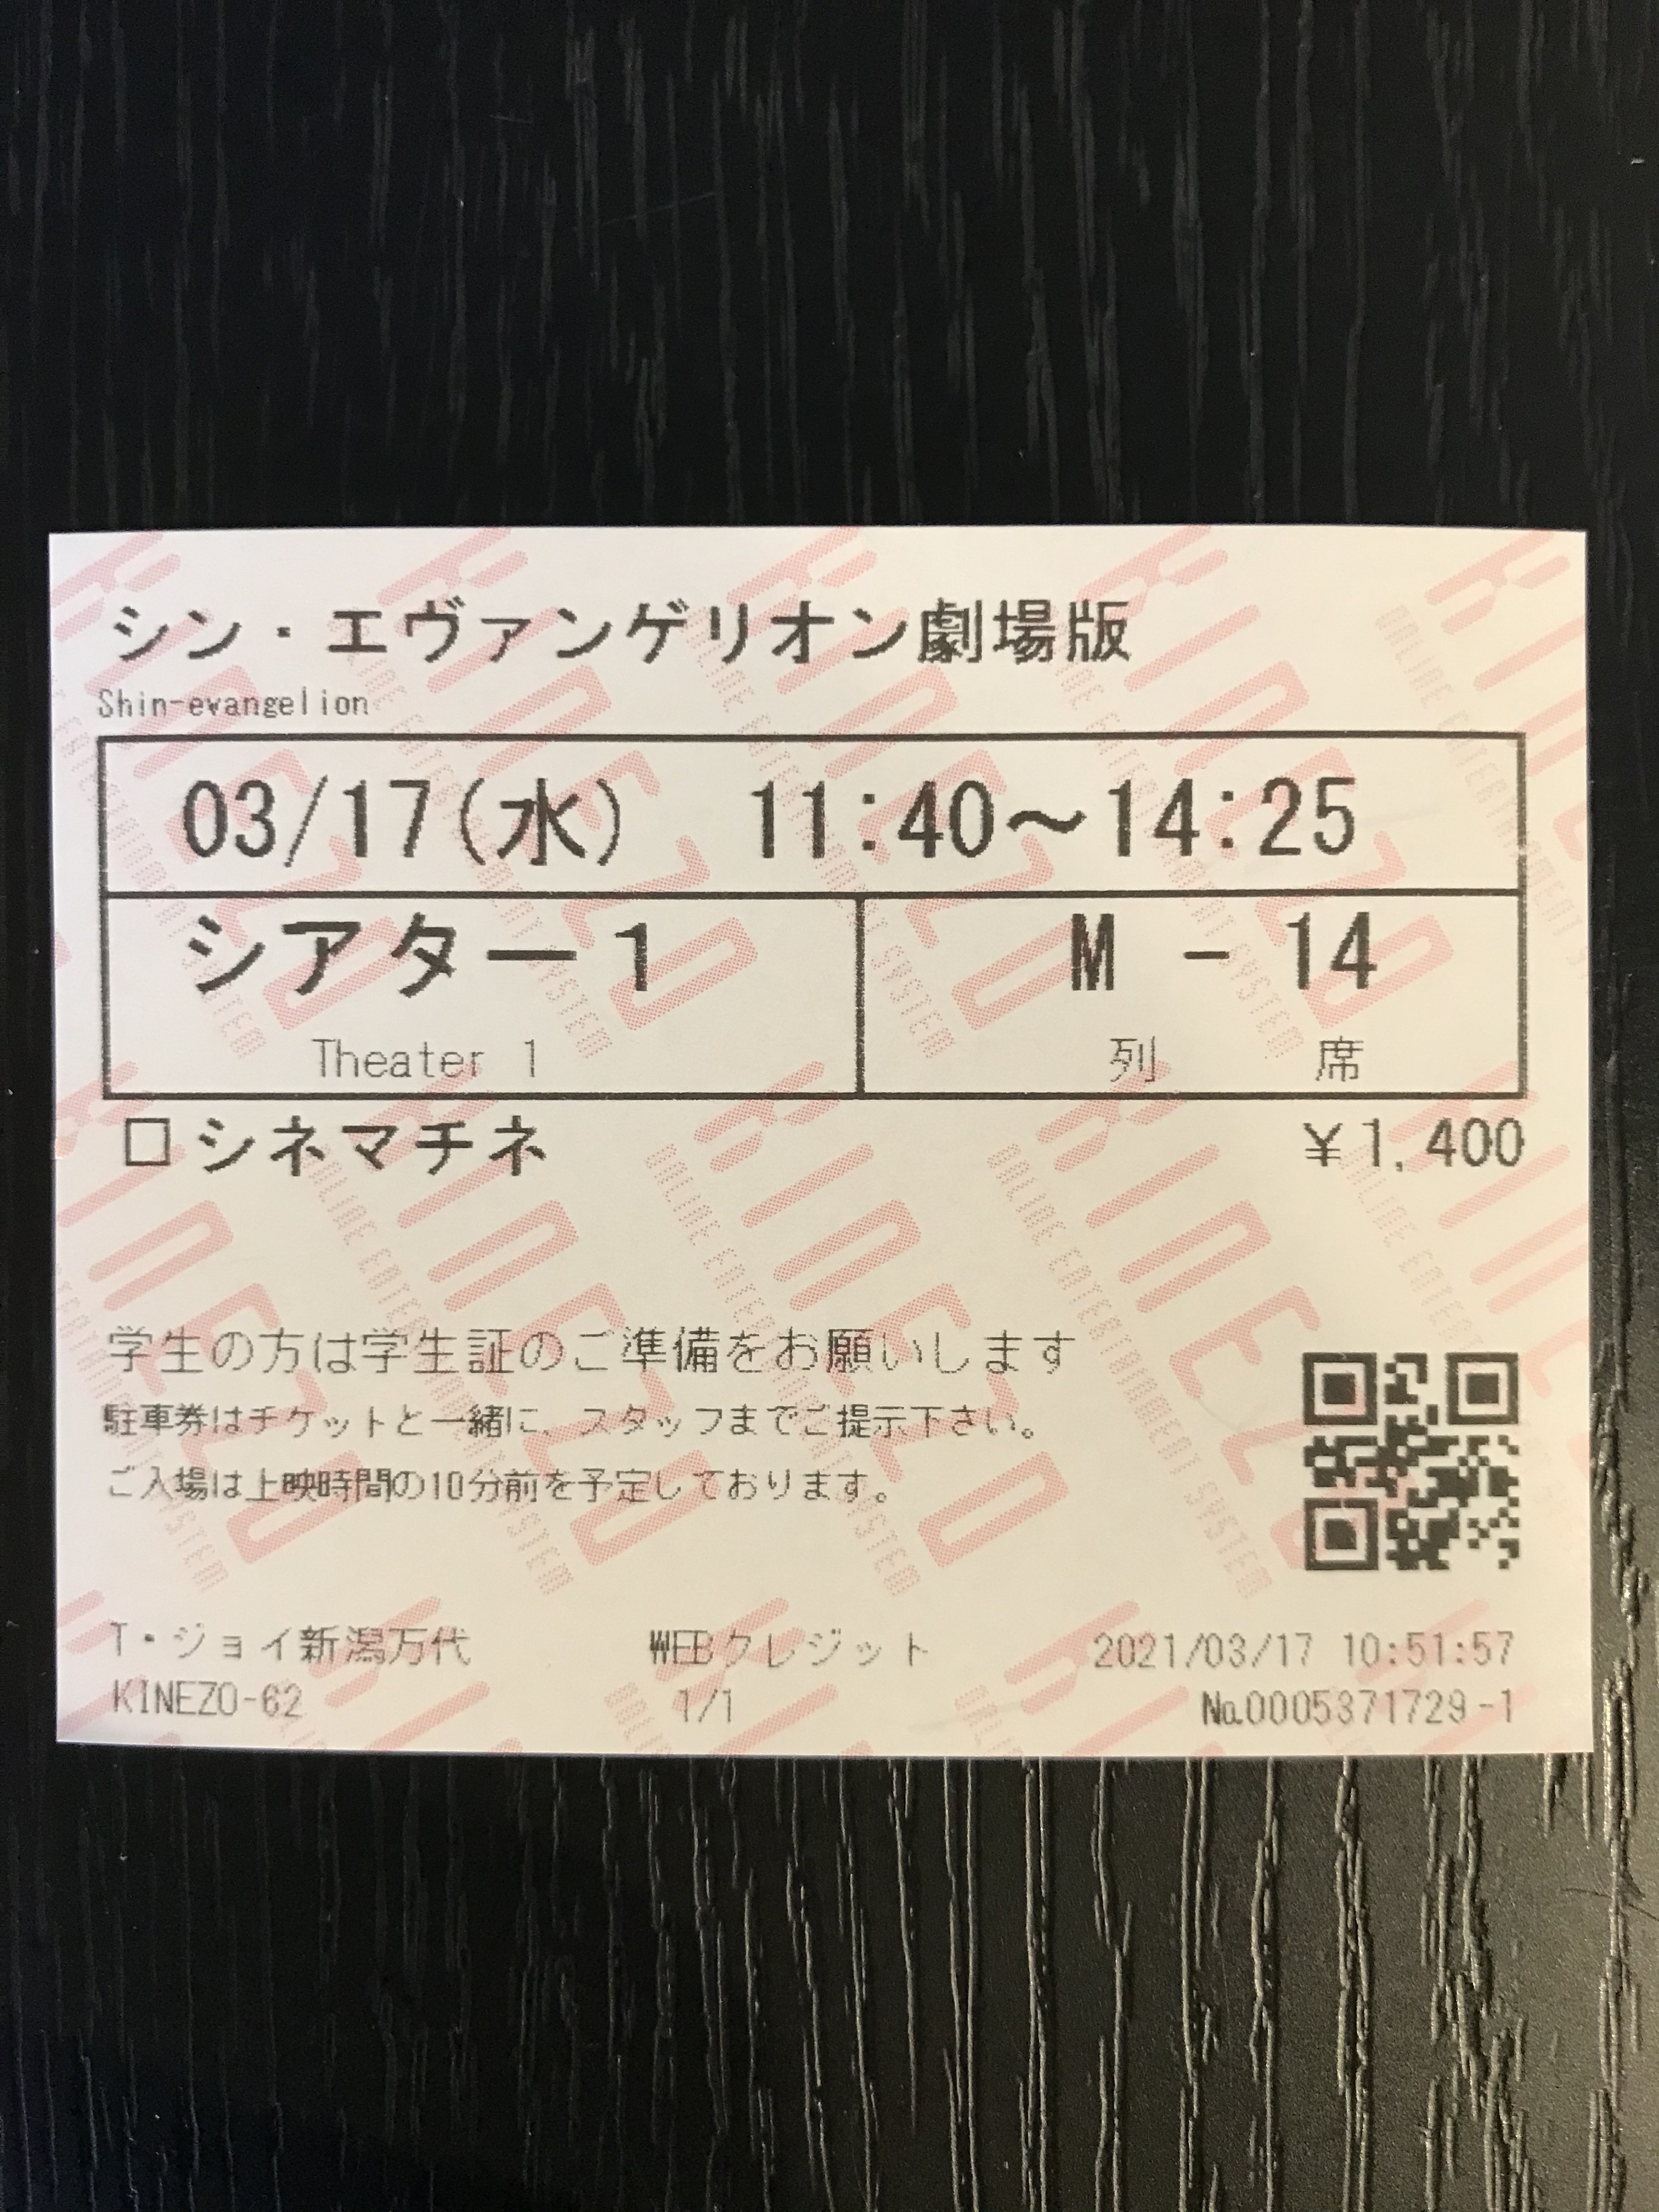 シン・エヴァンゲリオン劇場版
Shin-evangelion
03/17(水) 11:40～14:25
シアター1 M - 14
Theater 1 列 席
□シネマチネ ¥1,400
学生の方は学生証のご準備をお願いします
駐車券はチケットと一緒に、スタッフまでご提示下さい。
ご入場は上映時間の10分前を予定しております。
T・ジョイ新潟万代 WEBクレジット 2021/03/17 10:51:57
KINEZO-62 1/1 No.0005371729-1
KINEZO
ONLINE ENTERTAINMENT SYSTEM